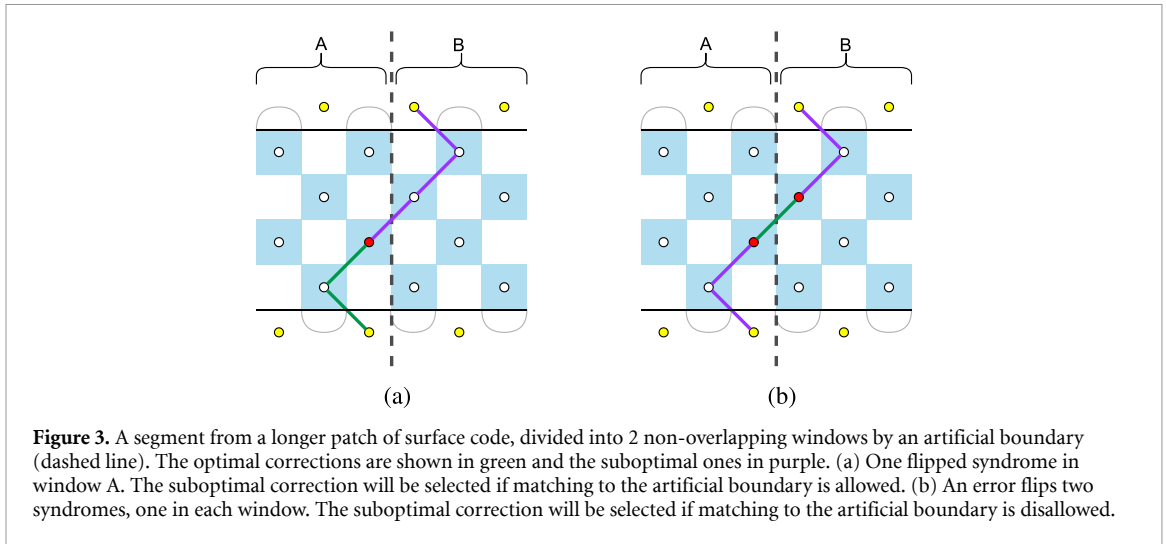 A B A B
(a) (b)
Figure 3. A segment from a longer patch of surface code, divided into 2 non-overlapping windows by an artificial boundary
(dashed line). The optimal corrections are shown in green and the suboptimal ones in purple. (a) One flipped syndrome in
window A. The suboptimal correction will be selected if matching to the artificial boundary is allowed. (b) An error flips two
syndromes, one in each window. The suboptimal correction will be selected if matching to the artificial boundary is disallowed.